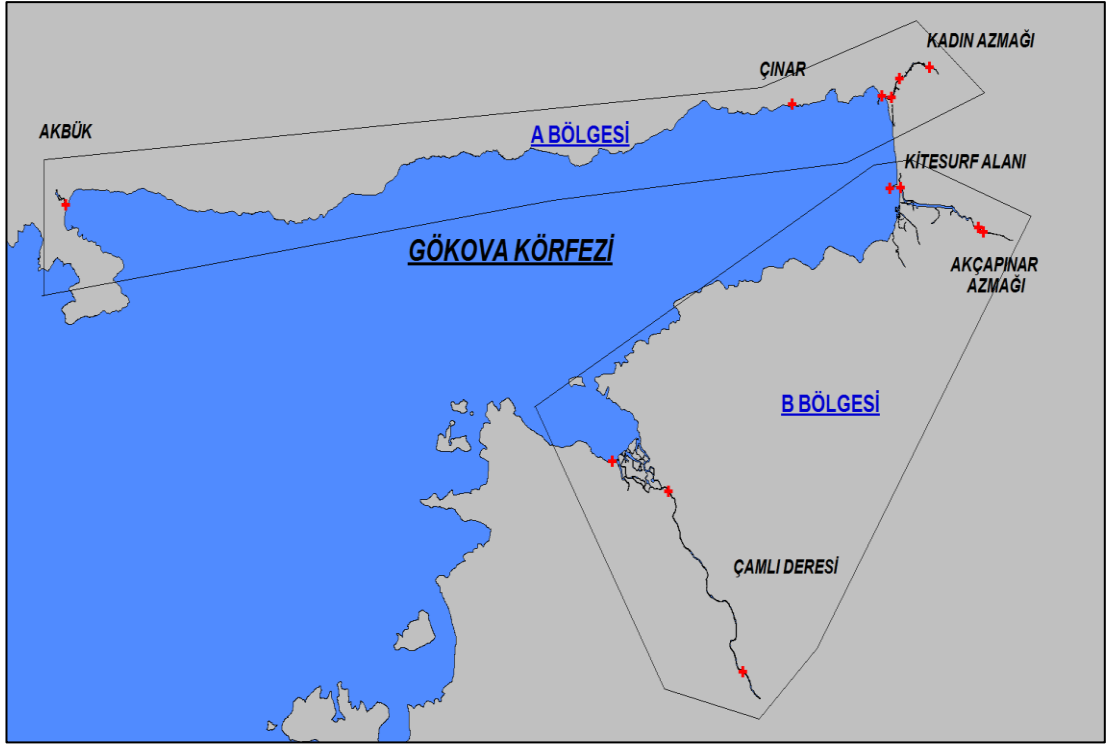 KADIN AZMAĞI
ÇINAR
AKBÜK
A BÖLGESİ
KİTESURF ALANI
GÖKOVA KÖRFEZİ
AKÇAPINAR
AZMAĞI
B BÖLGESİ
ÇAMLI DERESİ